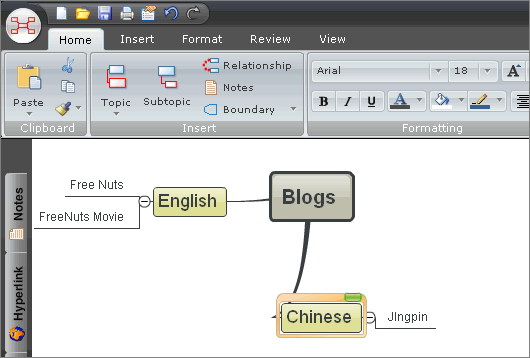 Home Insert Format Review View
Relationship
Notes
Boundary
Paste Topic Subtopic
Clipboard Insert
Arial 18 A
B I U A
Formatting
Notes
Hyperlink
Free Nuts
FreeNuts Movie
English
Blogs
Chinese
JIngpin